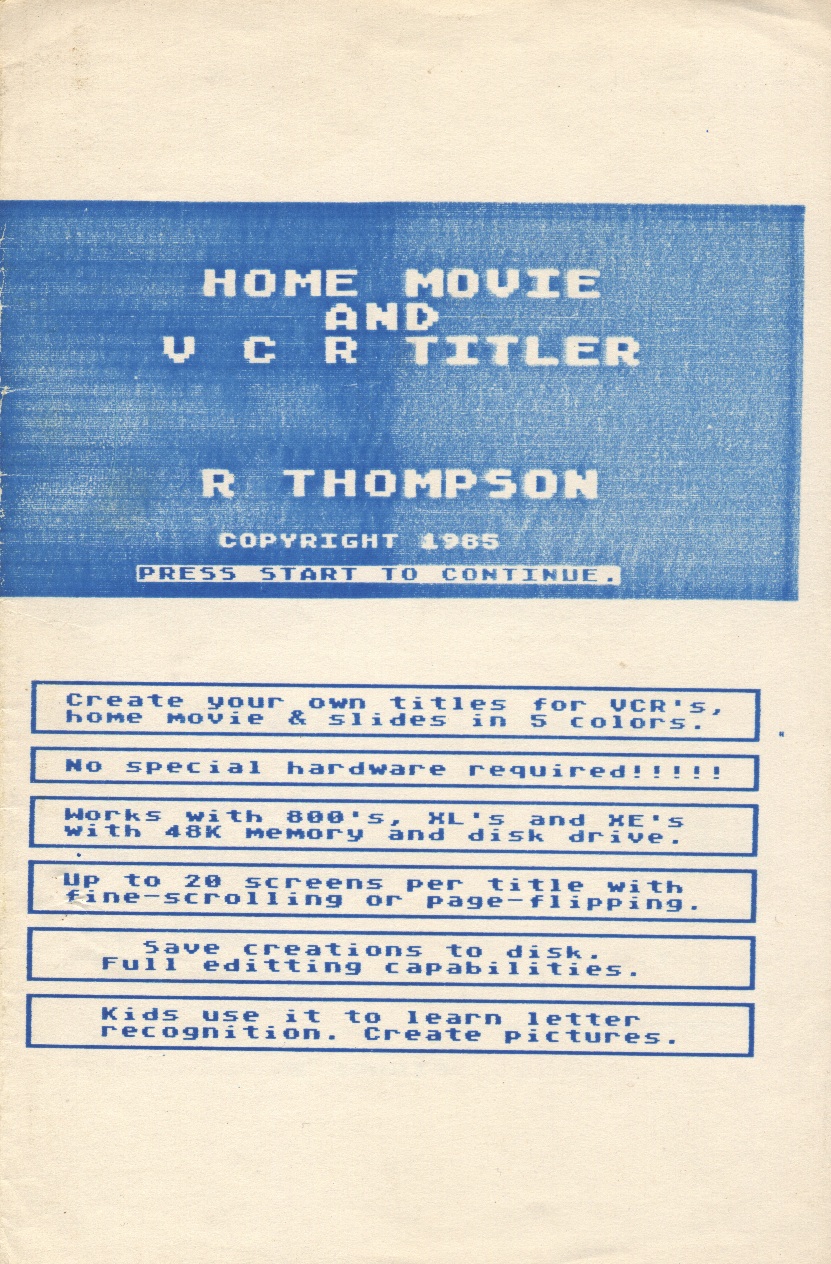 HOME MOVIE
AND
V C R TITLER
R THOMPSON
COPYRIGHT 1985
PRESS START TO CONTINUE.
Create your own titles for VCR's,
home movie & slides in 5 colors.
No special hardware required!!!!!
Works with 800's, XL's and XE's
with 48K memory and disk drive.
Up to 20 screens per title with
fine-scrolling or page-flipping.
Save creations to disk.
Full editting capabilities.
Kids use it to learn letter
recognition. Create pictures.